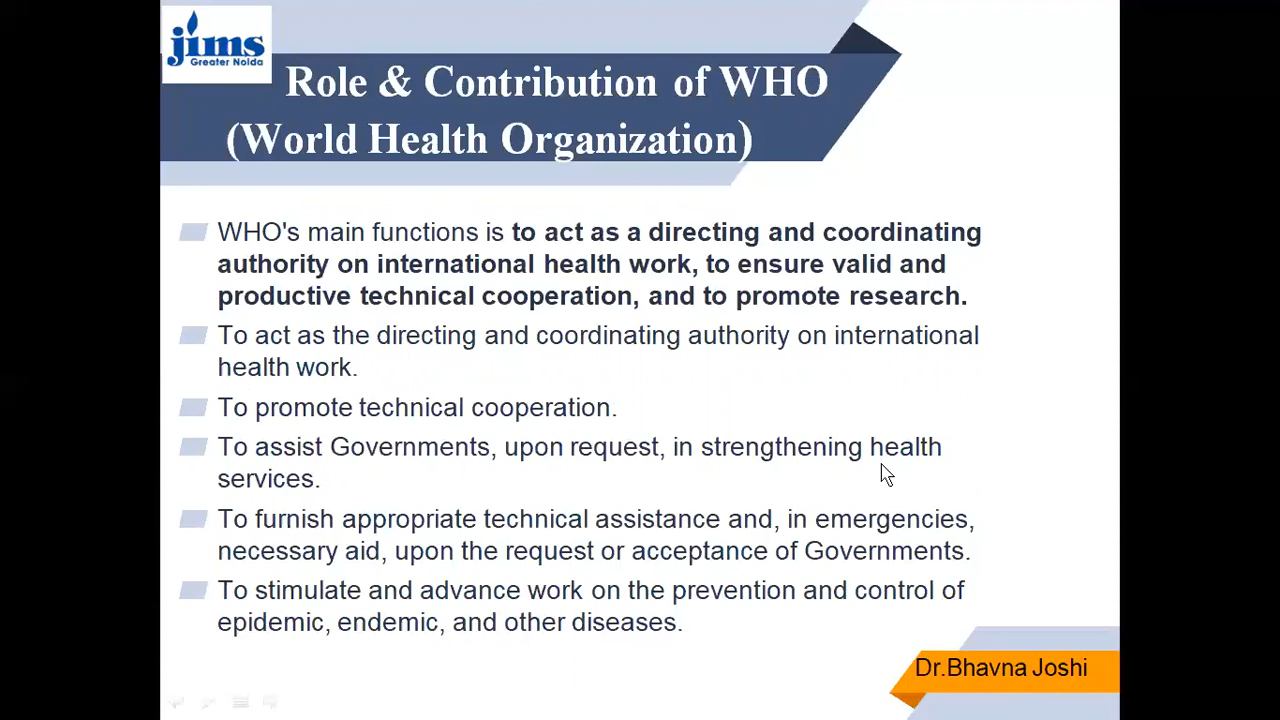 jims
Greater Noida
Role & Contribution of WHO
(World Health Organization)
WHO's main functions is to act as a directing and coordinating
authority on international health work, to ensure valid and
productive technical cooperation, and to promote research.
To act as the directing and coordinating authority on international
health work.
To promote technical cooperation.
To assist Governments, upon request, in strengthening health
services.
To furnish appropriate technical assistance and, in emergencies,
necessary aid, upon the request or acceptance of Governments.
To stimulate and advance work on the prevention and control of
epidemic, endemic, and other diseases.
Dr.Bhavna Joshi